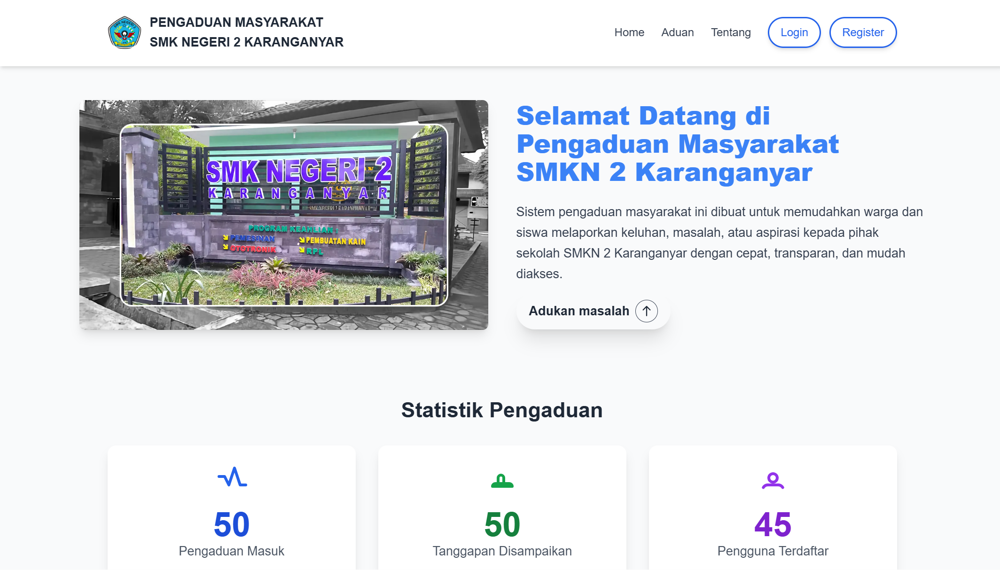 SMK NEGERI 2
PENGADUAN MASYARAKAT
SMK NEGERI 2 KARANGANYAR
Home
Aduan
Tentang
Login
Register
SMK NEGERI 2
KARANGANYAR
SMK NEGERI 2 KARANGANYAR
PROGRAM KEAHLIAN :
PEMESINAN
PEMBUATAN KAIN
OTOTRONIK
RPL
Selamat Datang di
Pengaduan Masyarakat
SMKN 2 Karanganyar
Sistem pengaduan masyarakat ini dibuat untuk memudahkan warga dan
siswa melaporkan keluhan, masalah, atau aspirasi kepada pihak
sekolah SMKN 2 Karanganyar dengan cepat, transparan, dan mudah
diakses.
Adukan masalah
Statistik Pengaduan
50
Pengaduan Masuk
50
Tanggapan Disampaikan
45
Pengguna Terdaftar